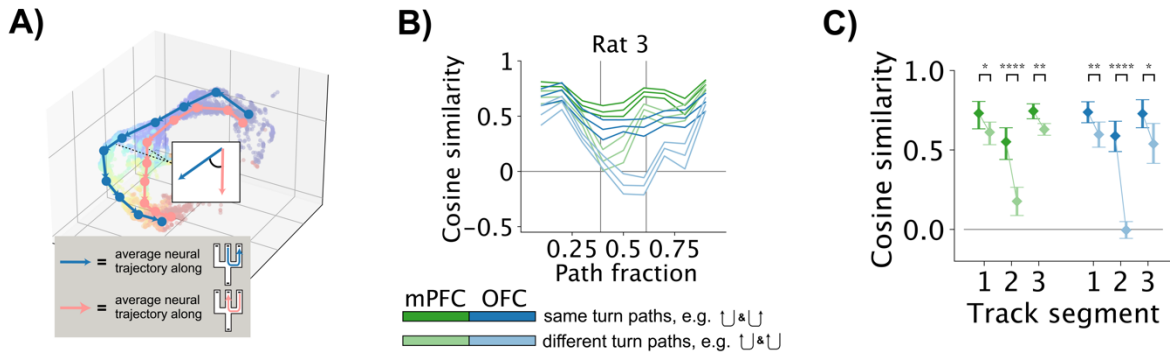 A)
= average neural
trajectory along
= average neural
trajectory along
B)
Rat 3
Cosine similarity
1
0.5
0
-0.5
0.25
0.5
0.75
Path fraction
mPFC OFC
same turn paths, e.g. &
different turn paths, e.g. &
C)
* **** ** ** **** *
Cosine similarity
0.5
0.0
1 2 3 1 2 3
Track segment